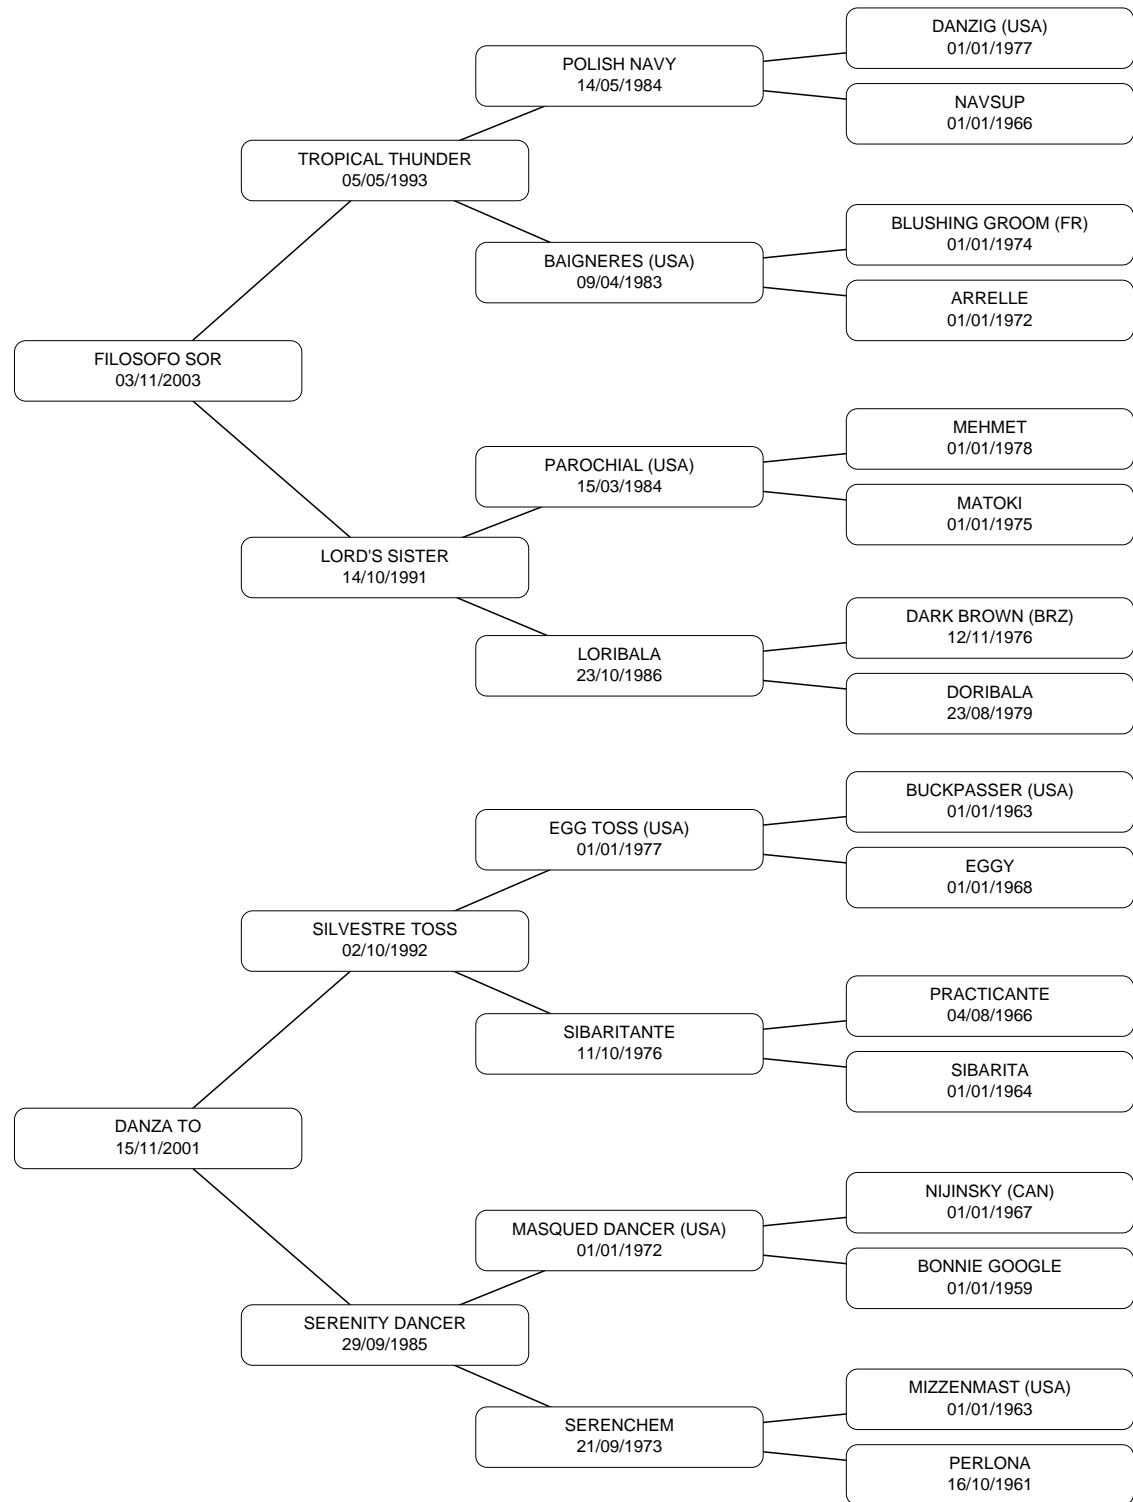 DANZIG (USA)
01/01/1977
POLISH NAVY
14/05/1984
NAVSUP
01/01/1966
TROPICAL THUNDER
05/05/1993
BLUSHING GROOM (FR)
01/01/1974
BAIGNERES (USA)
09/04/1983
ARRELLE
01/01/1972
FILOSOFO SOR
03/11/2003
MEHMET
01/01/1978
PAROCHIAL (USA)
15/03/1984
MATOKI
01/01/1975
LORD'S SISTER
14/10/1991
DARK BROWN (BRZ)
12/11/1976
LORIBALA
23/10/1986
DORIBALA
23/08/1979
BUCKPASSER (USA)
01/01/1963
EGG TOSS (USA)
01/01/1977
EGGY
01/01/1968
SILVESTRE TOSS
02/10/1992
PRACTICANTE
04/08/1966
SIBARITANTE
11/10/1976
SIBARITA
01/01/1964
DANZA TO
15/11/2001
NIJINSKY (CAN)
01/01/1967
MASQUED DANCER (USA)
01/01/1972
BONNIE GOOGLE
01/01/1959
SERENITY DANCER
29/09/1985
MIZZENMAST (USA)
01/01/1963
SERENCHEM
21/09/1973
PERLONA
16/10/1961